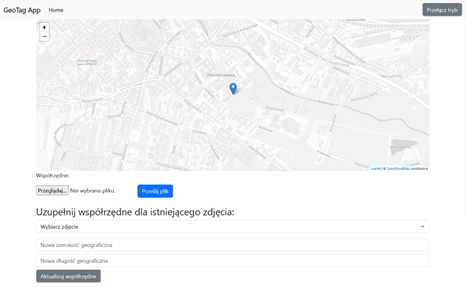 GeoTag App Home Przełącz tryb
+
−
Leaflet | © OpenStreetMap contributors
Współrzędne:
Przeglądaj... Nie wybrano pliku. Prześlij plik
Uzupełnij współrzędne dla istniejącego zdjęcia:
Wybierz zdjęcie
Nowa szerokość geograficzna
Nowa długość geograficzna
Aktualizuj współrzędne